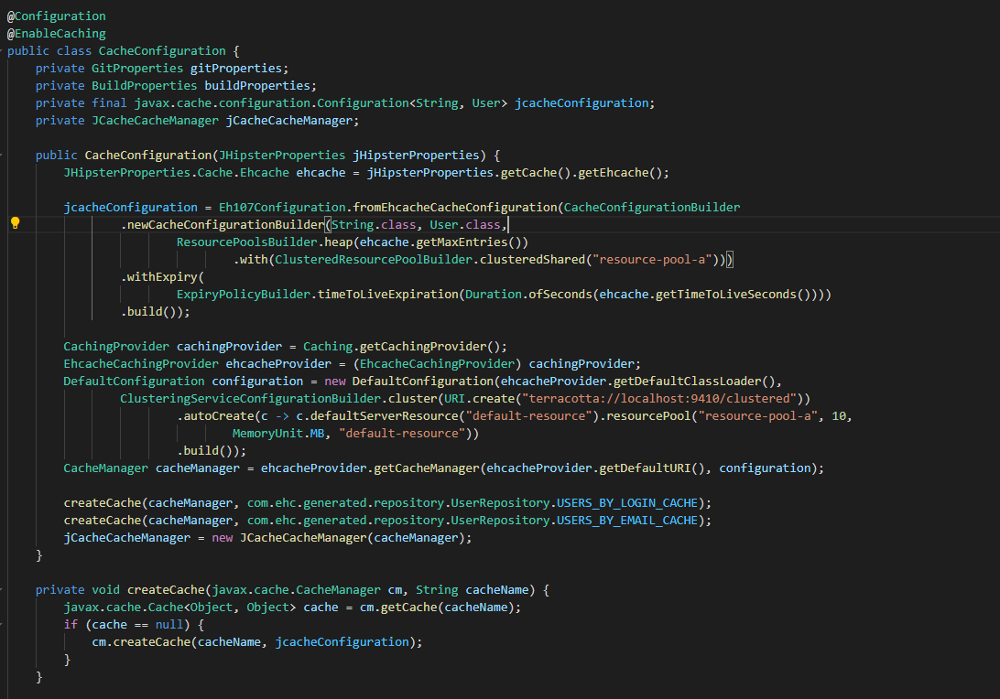 @Configuration
@EnableCaching
public class CacheConfiguration {
    private GitProperties gitProperties;
    private BuildProperties buildProperties;
    private final javax.cache.configuration.Configuration<String, User> jcacheConfiguration;
    private JCacheCacheManager jCacheCacheManager;

    public CacheConfiguration(JHipsterProperties jHipsterProperties) {
        JHipsterProperties.Cache.Ehcache ehcache = jHipsterProperties.getCache().getEhcache();

        jcacheConfiguration = Eh107Configuration.fromEhcacheCacheConfiguration(CacheConfigurationBuilder
                .newCacheConfigurationBuilder(String.class, User.class,
                        ResourcePoolsBuilder.heap(ehcache.getMaxEntries())
                                .with(ClusteredResourcePoolBuilder.clusteredShared("resource-pool-a")))
                .withExpiry(
                        ExpiryPolicyBuilder.timeToLiveExpiration(Duration.ofSeconds(ehcache.getTimeToLiveSeconds())))
                .build());

        CachingProvider cachingProvider = Caching.getCachingProvider();
        EhcacheCachingProvider ehcacheProvider = (EhcacheCachingProvider) cachingProvider;
        DefaultConfiguration configuration = new DefaultConfiguration(ehcacheProvider.getDefaultClassLoader(),
                ClusteringServiceConfigurationBuilder.cluster(URI.create("terracotta://localhost:9410/clustered"))
                        .autoCreate(c -> c.defaultServerResource("default-resource").resourcePool("resource-pool-a", 10,
                                MemoryUnit.MB, "default-resource"))
                        .build());
        CacheManager cacheManager = ehcacheProvider.getCacheManager(ehcacheProvider.getDefaultURI(), configuration);

        createCache(cacheManager, com.ehc.generated.repository.UserRepository.USERS_BY_LOGIN_CACHE);
        createCache(cacheManager, com.ehc.generated.repository.UserRepository.USERS_BY_EMAIL_CACHE);
        jCacheCacheManager = new JCacheCacheManager(cacheManager);
    }

    private void createCache(javax.cache.CacheManager cm, String cacheName) {
        javax.cache.Cache<Object, Object> cache = cm.getCache(cacheName);
        if (cache == null) {
            cm.createCache(cacheName, jcacheConfiguration);
        }
    }